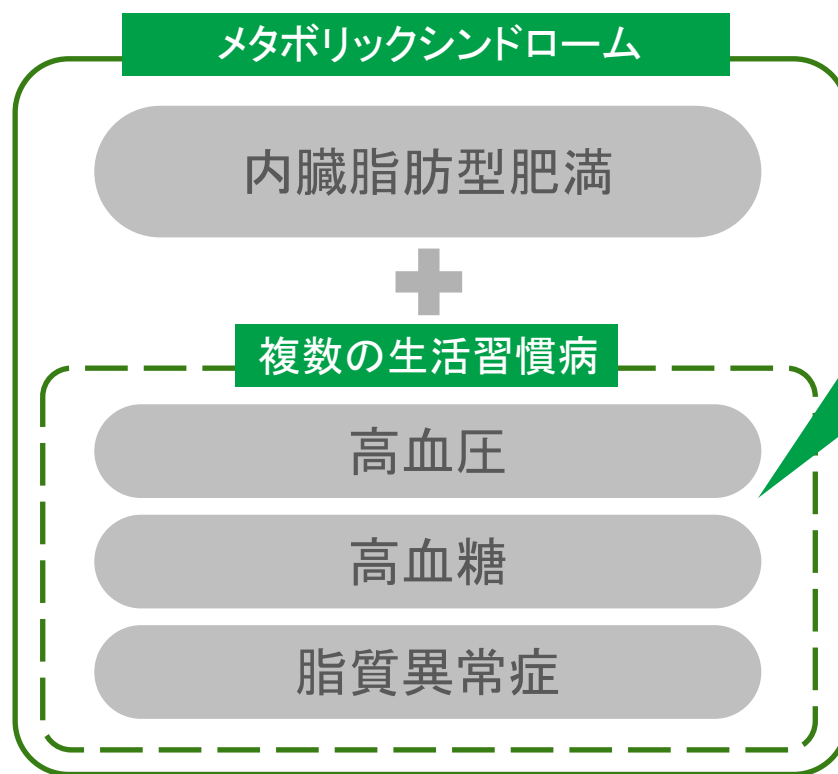 メタボリックシンドローム
内臓脂肪型肥満
複数の生活習慣病
高血圧
高血糖
脂質異常症